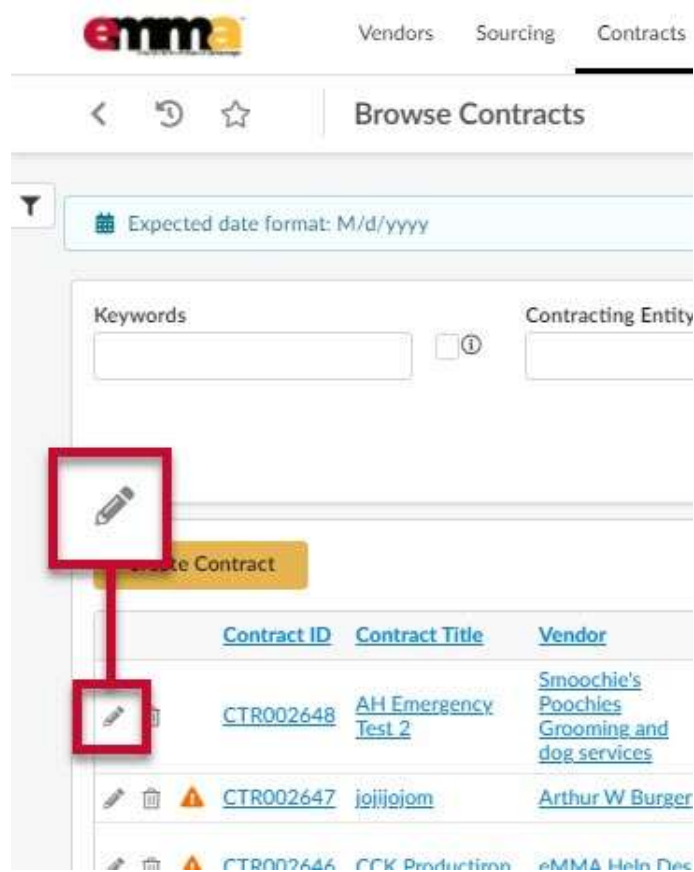 emma
Vendors Sourcing Contracts
Browse Contracts
Expected date format: M/d/yyyy
Keywords
Contracting Entity
Create Contract
Contract ID Contract Title Vendor
CTR002648 AH Emergency Test 2 Smoochie's Poochies Grooming and dog services
CTR002647 jojijojom Arthur W Burger
CTR002646 CCK Productiron eMMA Help Des